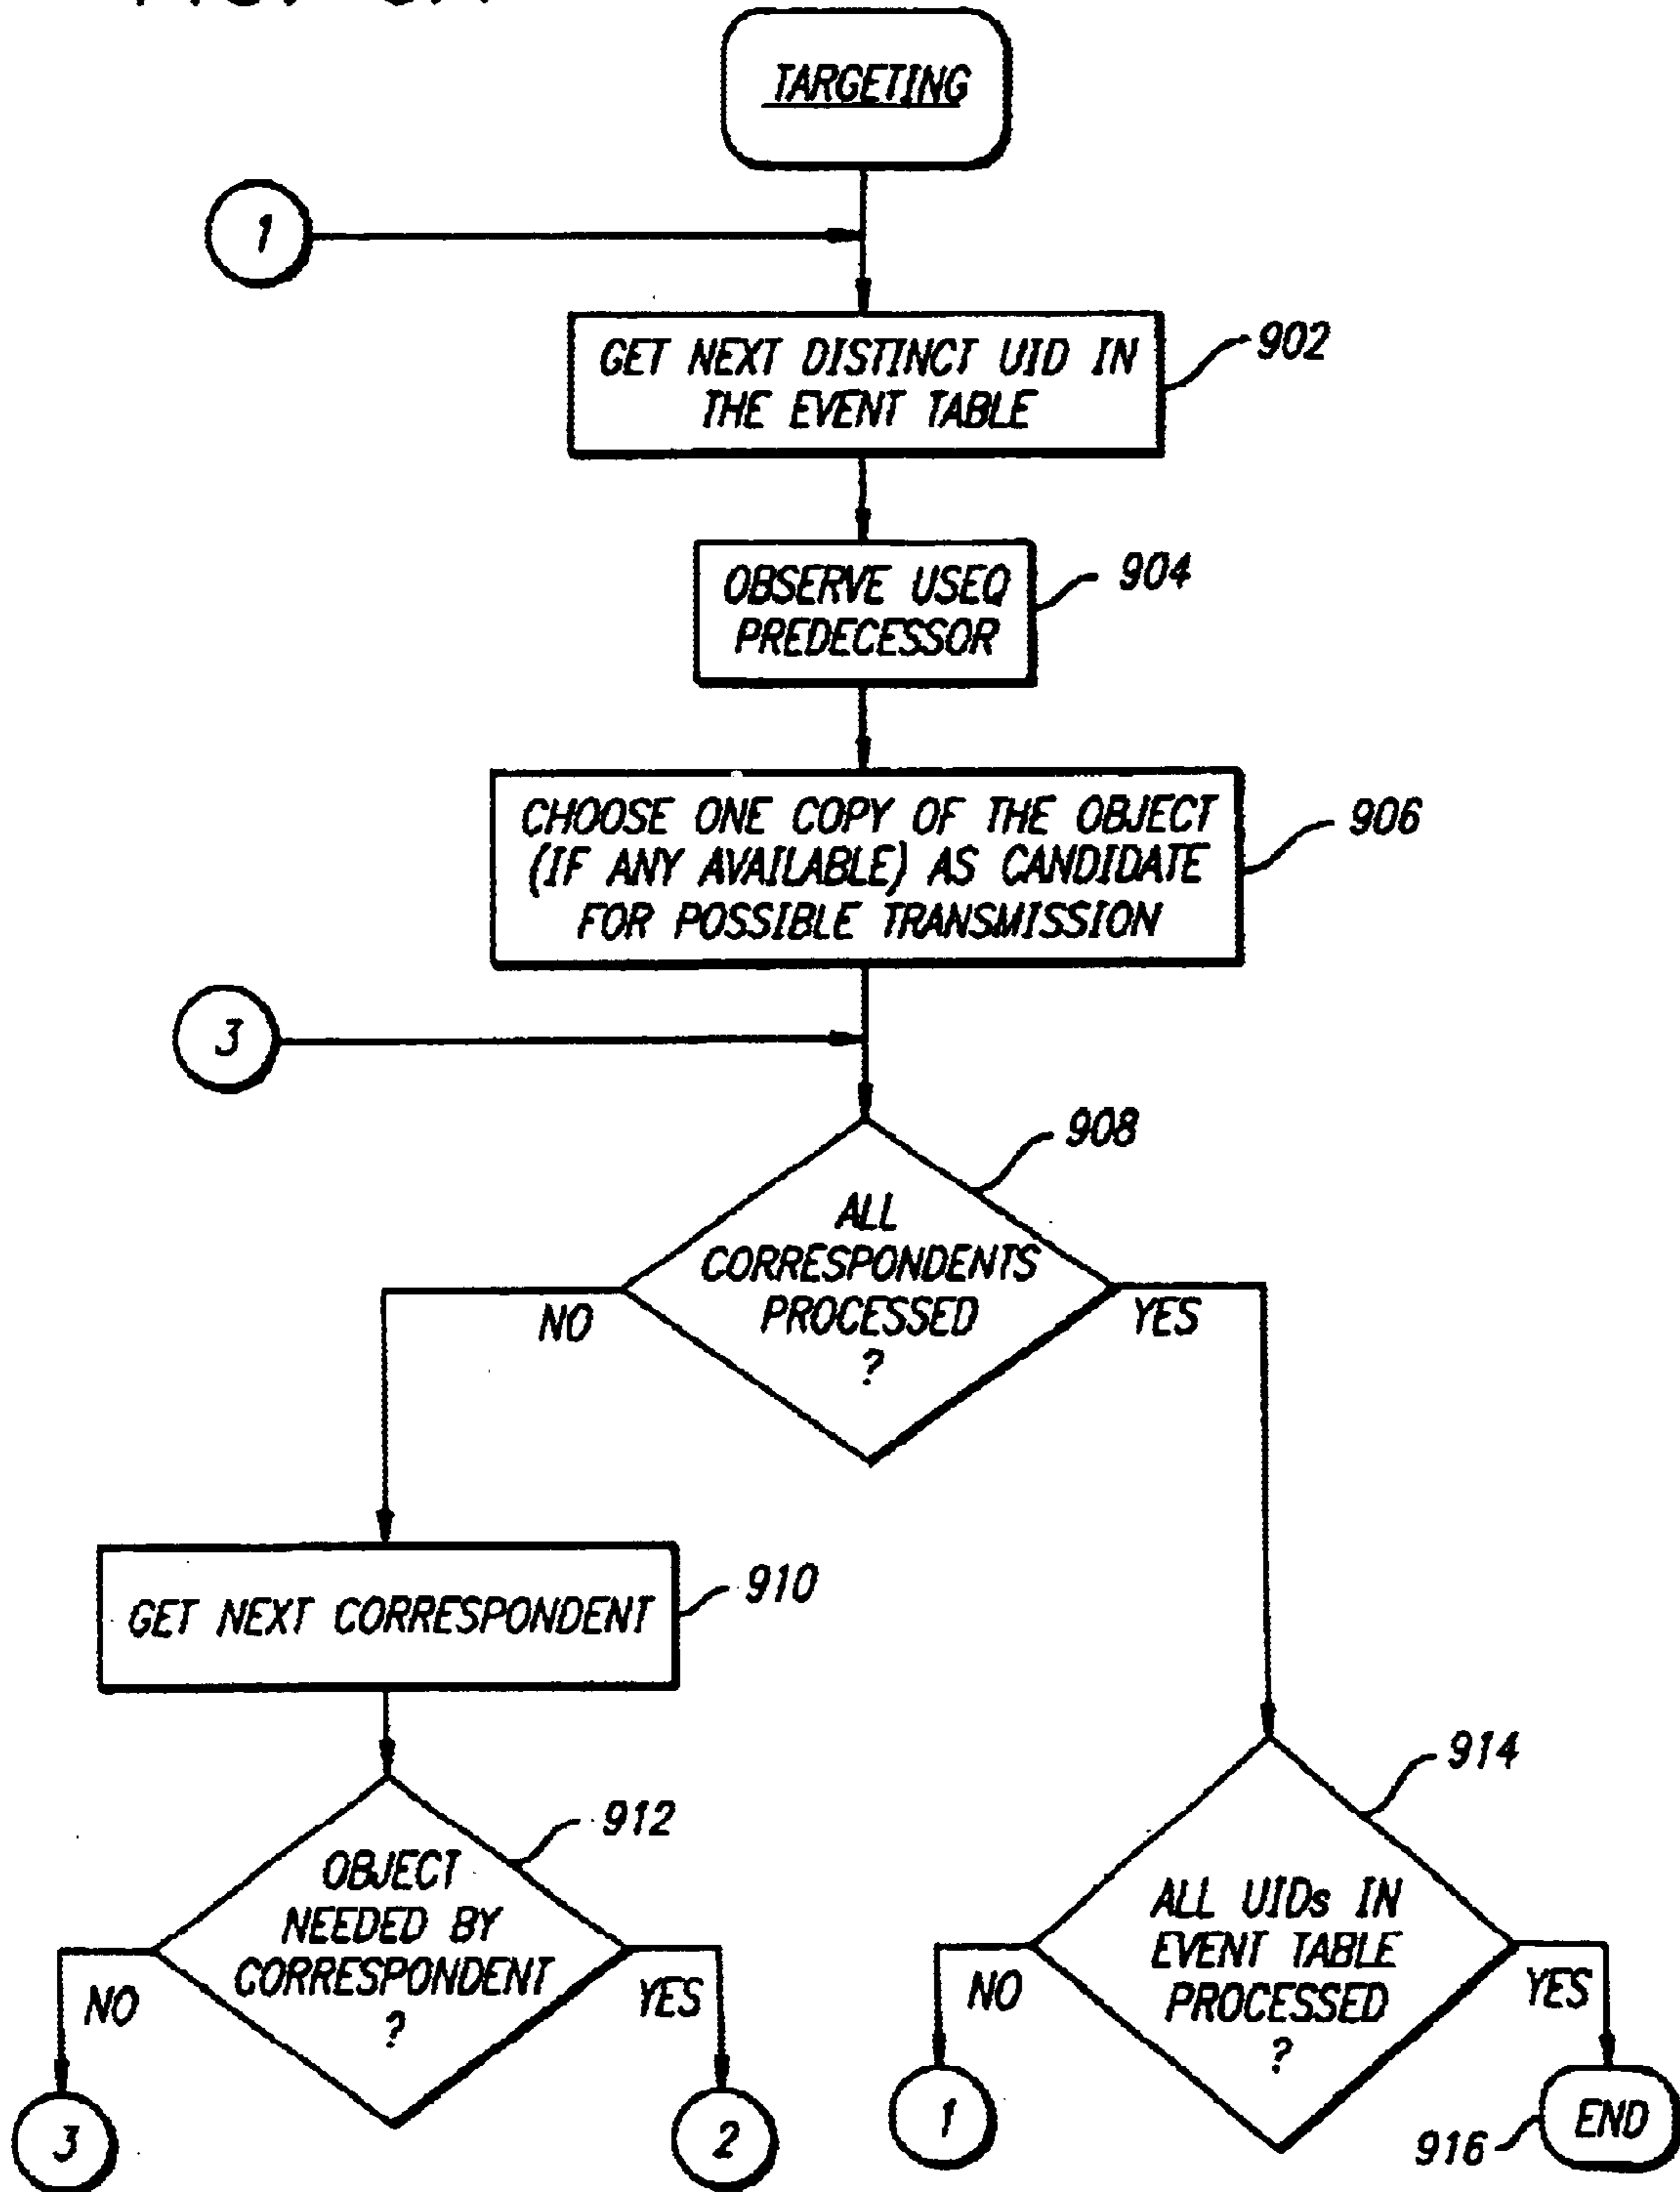 TARGETING
1
GET NEXT DISTINCT UID IN
THE EVENT TABLE
902
OBSERVE USEQ
PREDECESSOR
904
CHOOSE ONE COPY OF THE OBJECT
(IF ANY AVAILABLE) AS CANDIDATE
FOR POSSIBLE TRANSMISSION
906
3
908
ALL
CORRESPONDENTS
PROCESSED
?
NO
YES
GET NEXT CORRESPONDENT
910
912
OBJECT
NEEDED BY
CORRESPONDENT
?
NO
YES
3
2
914
ALL UIDs IN
EVENT TABLE
PROCESSED
?
NO
YES
1
END
916